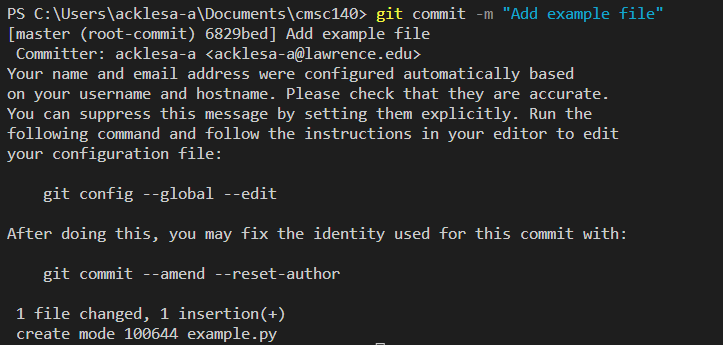 PS C:\Users\acklesa-a\Documents\cmsc140> git commit -m "Add example file"
[master (root-commit) 6829bed] Add example file
 Committer: acklesa-a <acklesa-a@lawrence.edu>
Your name and email address were configured automatically based
on your username and hostname. Please check that they are accurate.
You can suppress this message by setting them explicitly. Run the
following command and follow the instructions in your editor to edit
your configuration file:

    git config --global --edit

After doing this, you may fix the identity used for this commit with:

    git commit --amend --reset-author

 1 file changed, 1 insertion(+)
 create mode 100644 example.py